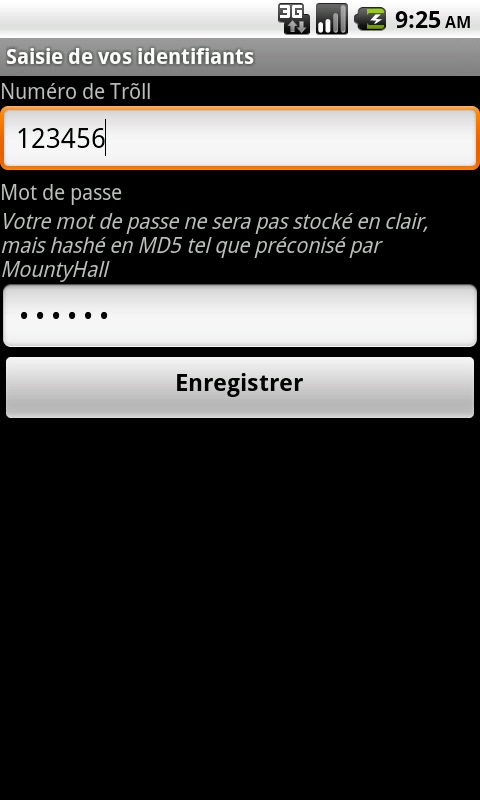 3G 9:25 AM
Saisie de vos identifiants
Numéro de Trõll
123456
Mot de passe
Votre mot de passe ne sera pas stocké en clair,
mais hashé en MD5 tel que préconisé par
MountyHall
••••••
Enregistrer